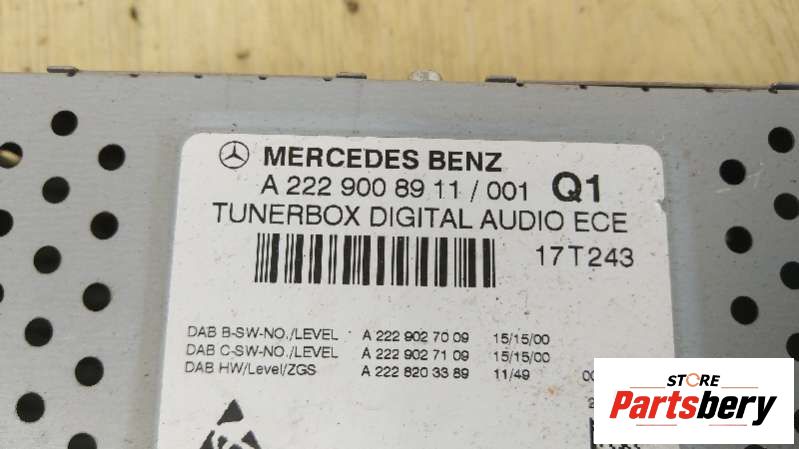 MERCEDES BENZ
A 222 900 89 11 / 001 Q1
TUNERBOX DIGITAL AUDIO ECE
17T243
DAB B-SW-NO./LEVEL A 222 902 70 09 15/15/00
DAB C-SW-NO./LEVEL A 222 902 71 09 15/15/00
DAB HW/Level/ZGS A 222 820 33 89 11/49
STORE
Partsbery